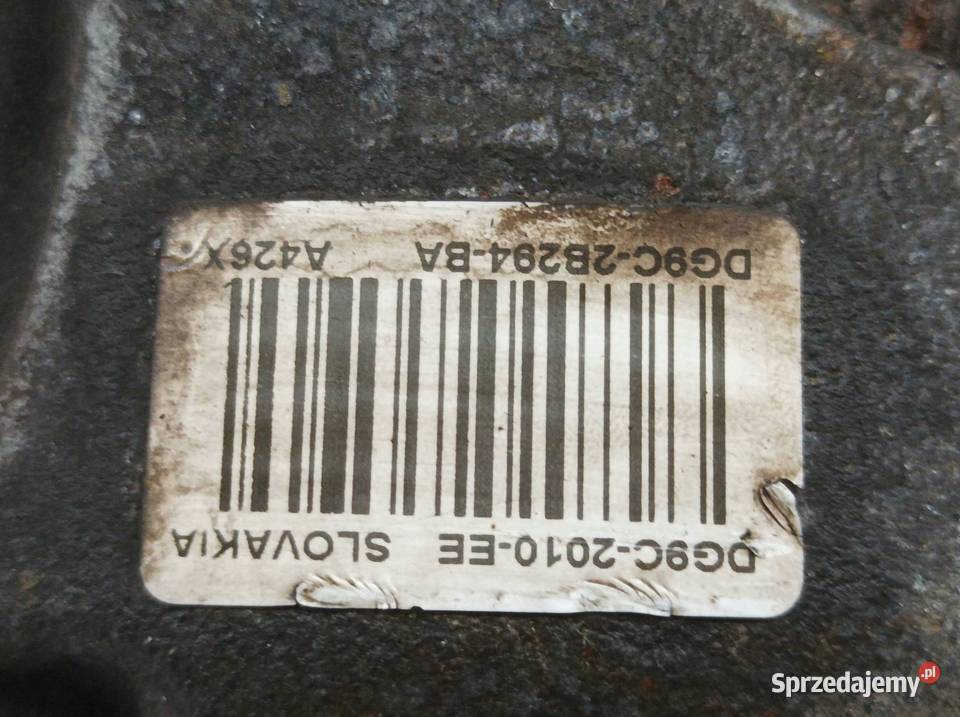 DG9C-2010-EE SLOVAKIA
DG9C-2B294-BA A426X
Sprzedajemy.pl